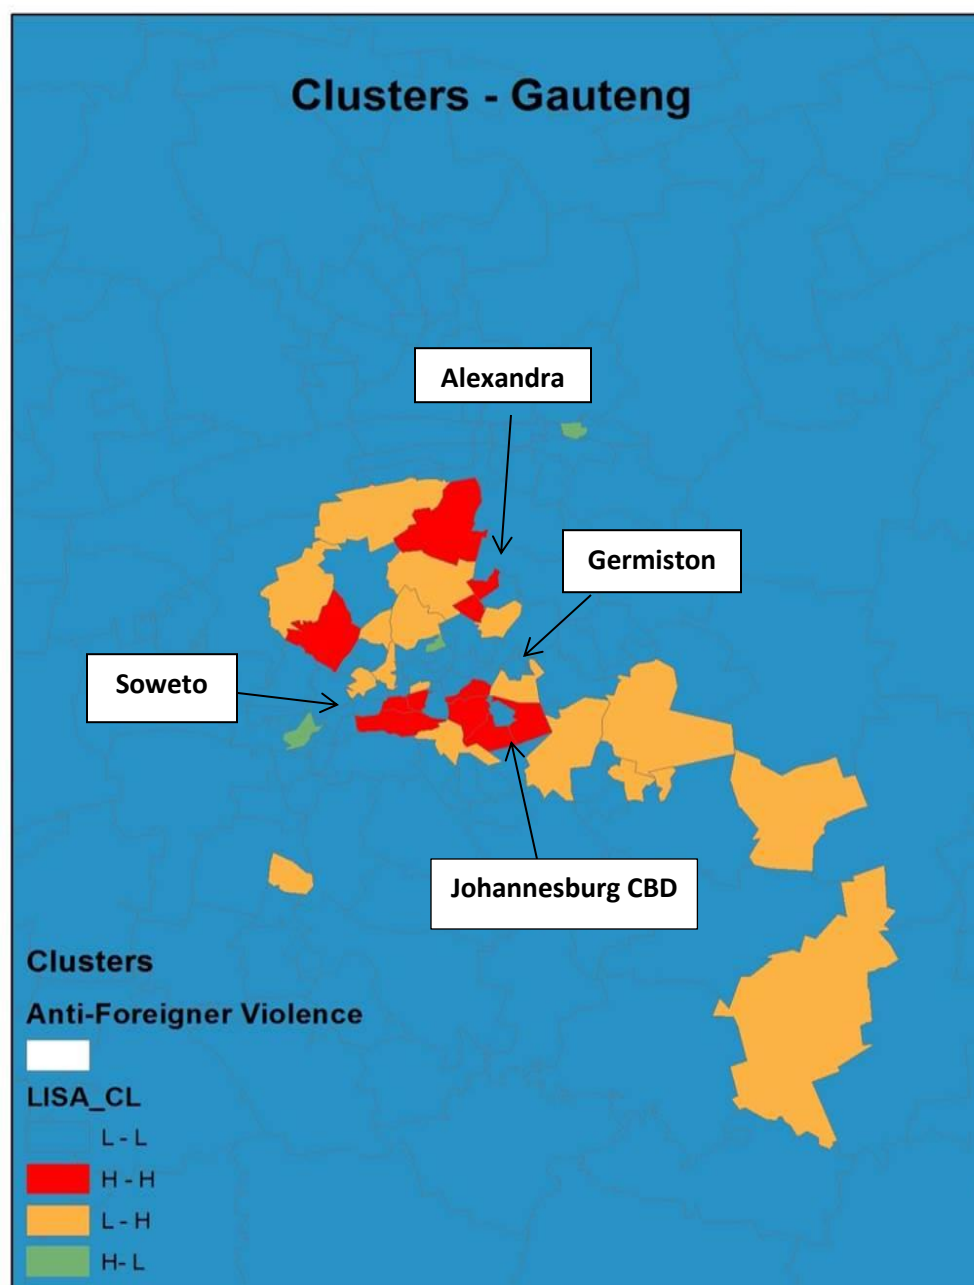 Clusters - Gauteng
Alexandra
Germiston
Soweto
Johannesburg CBD
Clusters
Anti-Foreigner Violence
LISA_CL
L - L
H - H
L - H
H- L